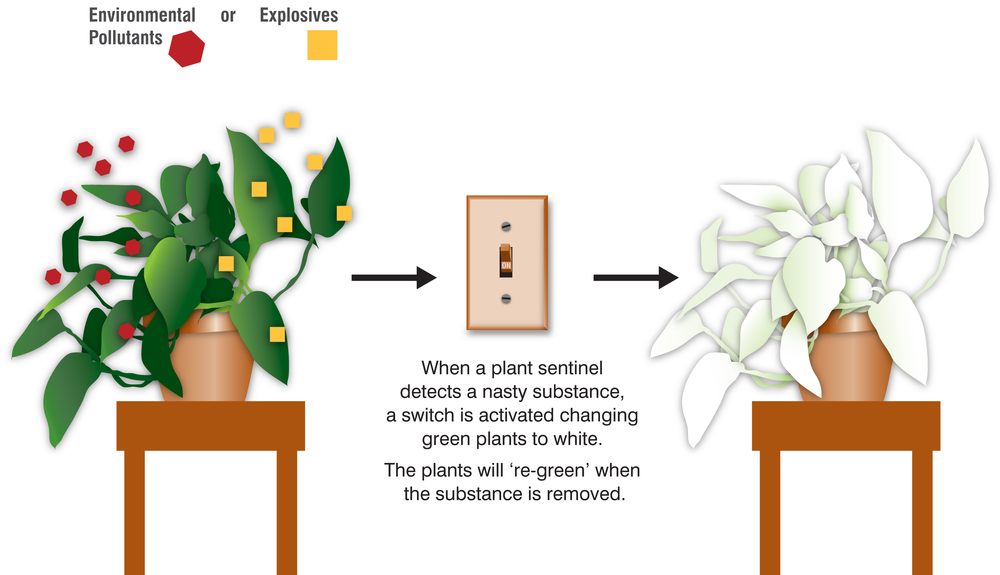 Environmental or Explosives
Pollutants
ON
When a plant sentinel
detects a nasty substance,
a switch is activated changing
green plants to white.
The plants will ‘re-green’ when
the substance is removed.